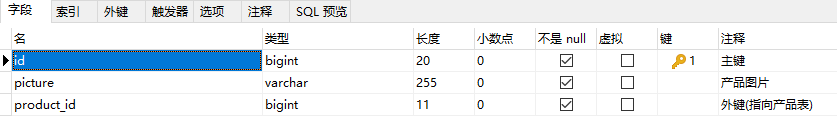 字段 索引 外键 触发器 选项 注释 SQL 预览
名 类型 长度 小数点 不是 null 虚拟 键 注释
id bigint 20 0 1 主键
picture varchar 255 0 产品图片
product_id bigint 11 0 外键(指向产品表)